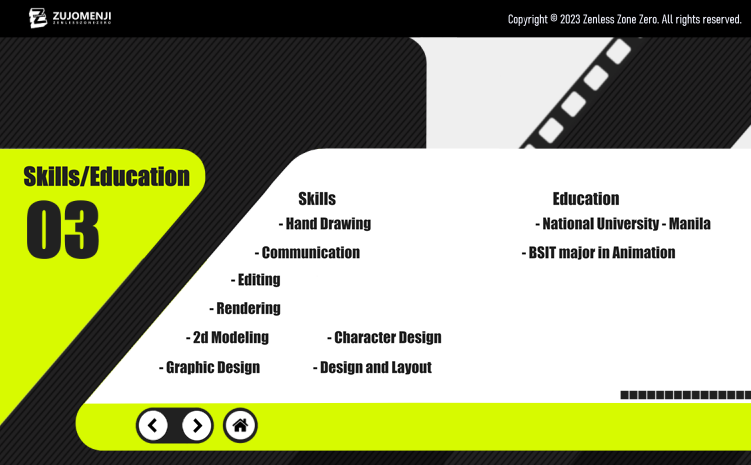 ZUJOMENJI
ZENLESSZONEZERO
Copyright © 2023 Zenless Zone Zero. All rights reserved.
Skills/Education
03
Skills
- Hand Drawing
- Communication
- Editing
- Rendering
- 2d Modeling
- Character Design
- Graphic Design
- Design and Layout
Education
- National University - Manila
- BSIT major in Animation